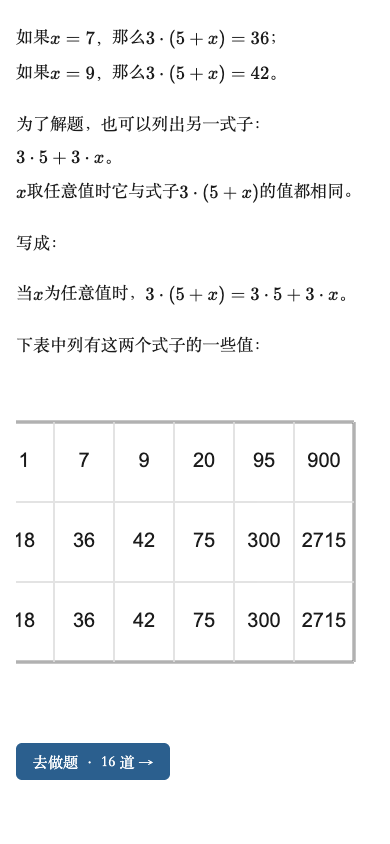 如果x = 7，那么3 · (5 + x) = 36；
如果x = 9，那么3 · (5 + x) = 42。
为了解题，也可以列出另一式子：
3 · 5 + 3 · x。
x取任意值时它与式子3 · (5 + x)的值都相同。
写成：
当x为任意值时，3 · (5 + x) = 3 · 5 + 3 · x。
下表中列有这两个式子的一些值：
1 7 9 20 95 900
18 36 42 75 300 2715
18 36 42 75 300 2715
去做题 · 16 道 →